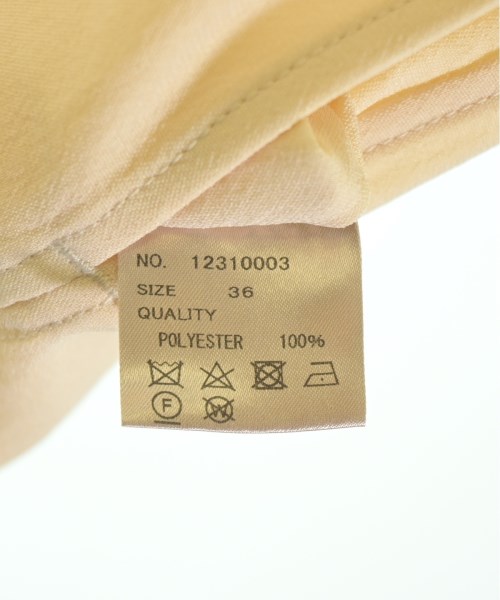 NO. 12310003
SIZE 36
QUALITY
POLYESTER 100%
F W